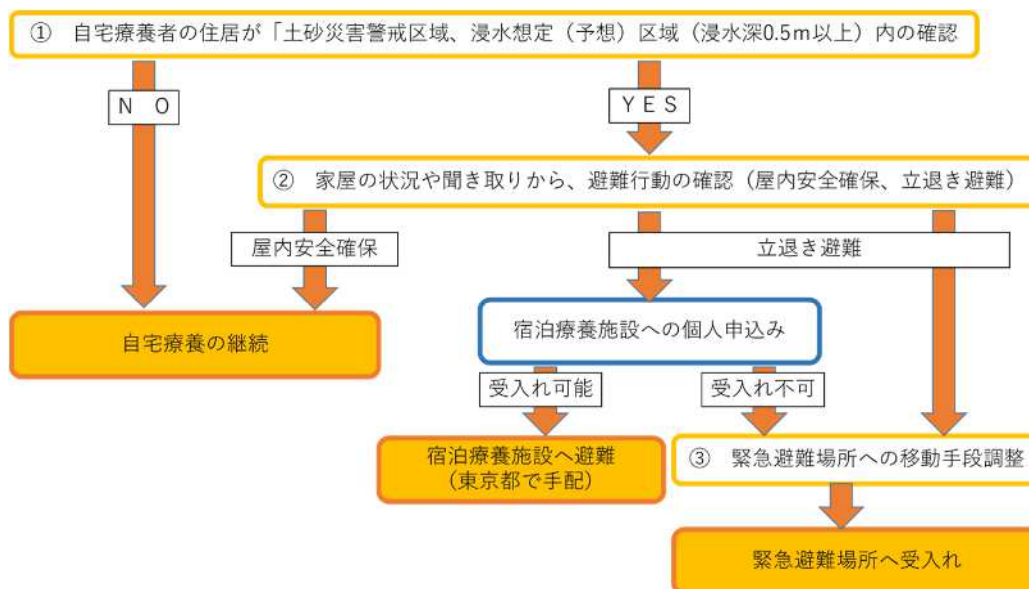 ① 自宅療養者の住居が「土砂災害警戒区域、浸水想定（予想）区域（浸水深0.5m以上）内の確認
ＮＯ
ＹＥＳ
② 家屋の状況や聞き取りから、避難行動の確認（屋内安全確保、立退き避難）
屋内安全確保
立退き避難
宿泊療養施設への個人申込み
自宅療養の継続
受入れ可能
受入れ不可
宿泊療養施設へ避難
（東京都で手配）
③ 緊急避難場所への移動手段調整
緊急避難場所へ受入れ